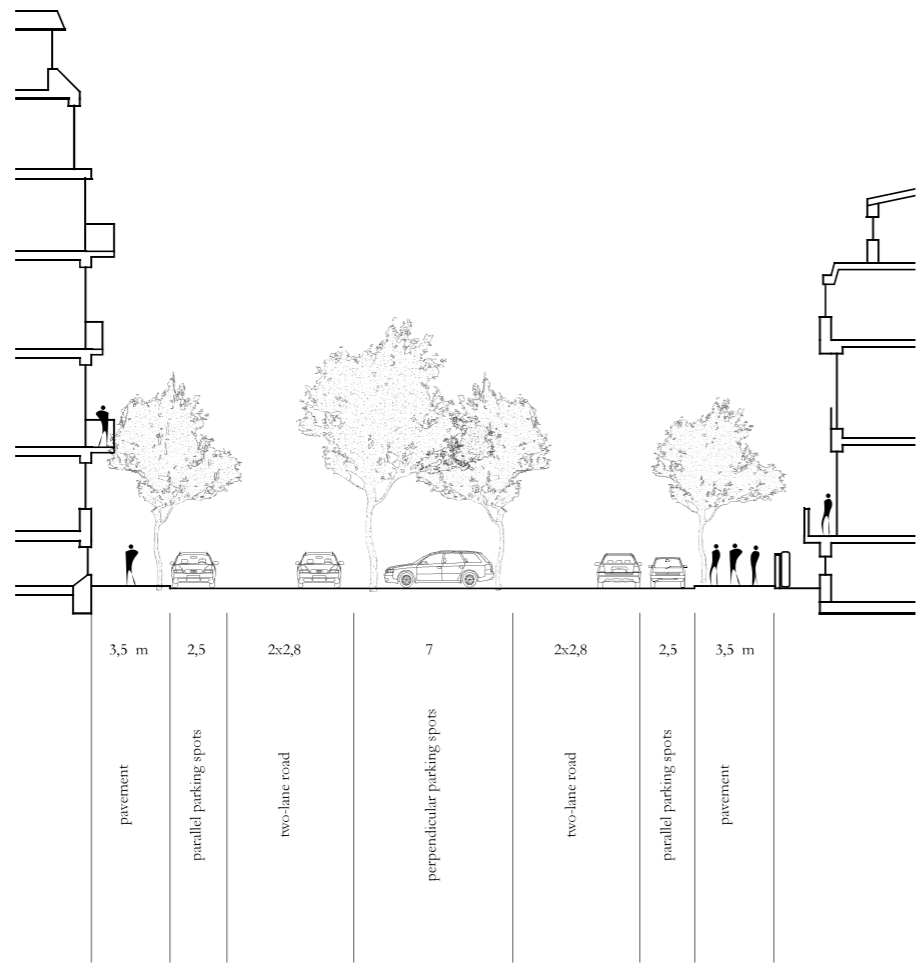 3,5 m 2,5 2x2,8 7 2x2,8 2,5 3,5 m
pavement
parallel parking spots
two-lane road
perpendicular parking spots
two-lane road
parallel parking spots
pavement